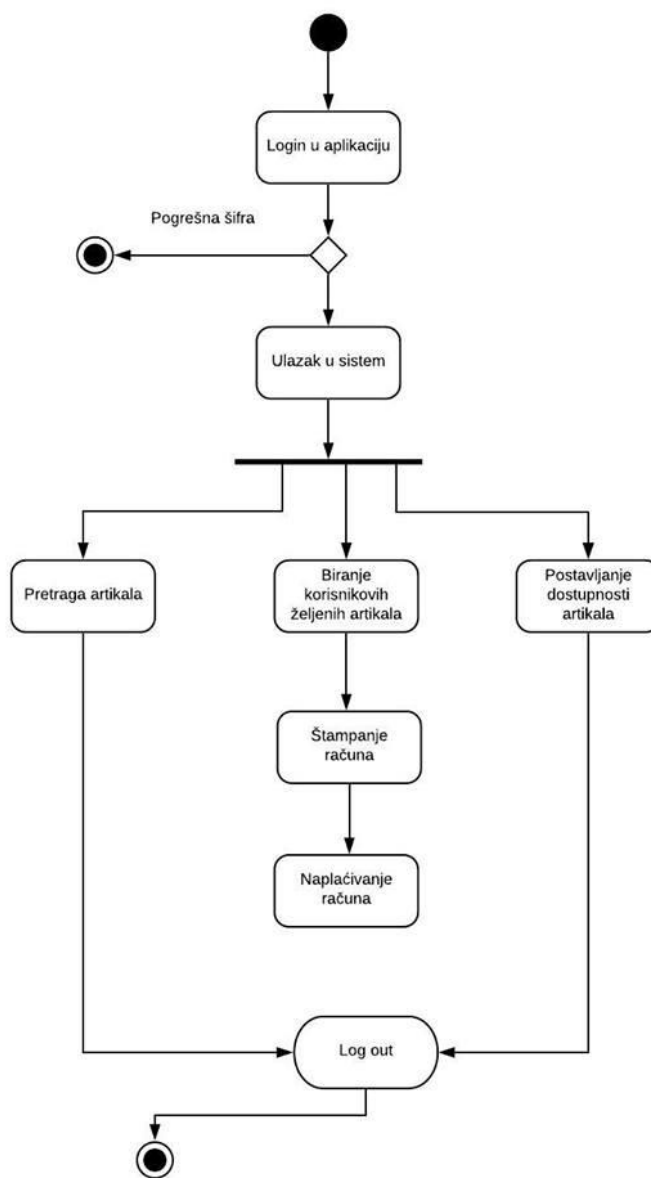 Login u aplikaciju
Pogrešna šifra
Ulazak u sistem
Pretraga artikala
Biranje
korisnikovih
željenih artikala
Postavljanje
dostupnosti
artikala
Štampanje
računa
Naplaćivanje
računa
Log out